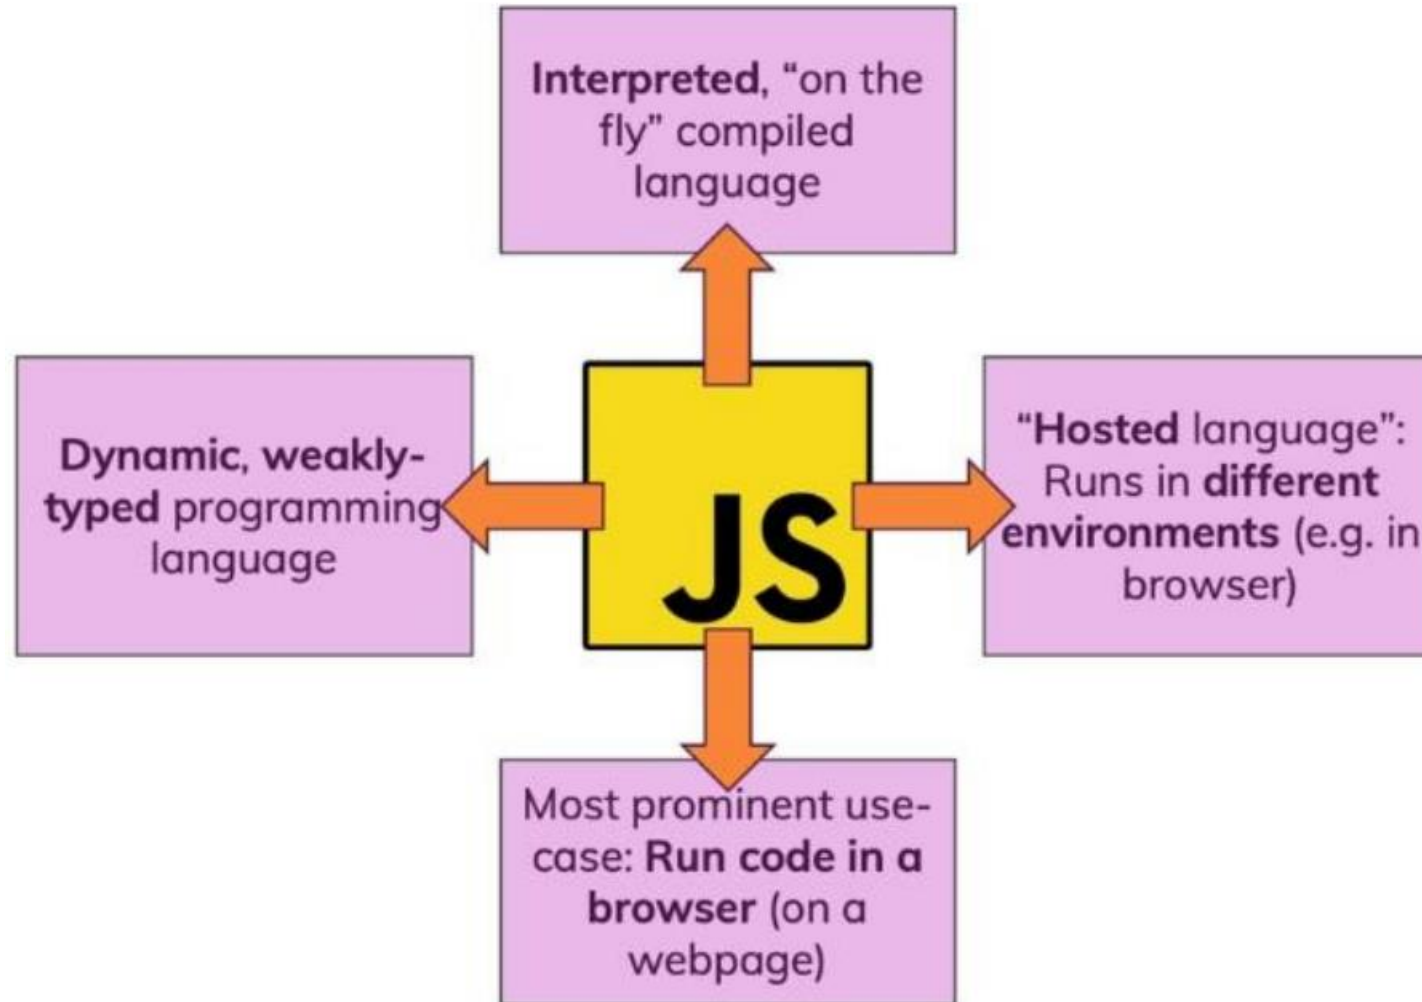 Interpreted, “on the
fly” compiled
language
Dynamic, weakly-
typed programming
language
JS
“Hosted language”:
Runs in different
environments (e.g. in
browser)
Most prominent use-
case: Run code in a
browser (on a
webpage)